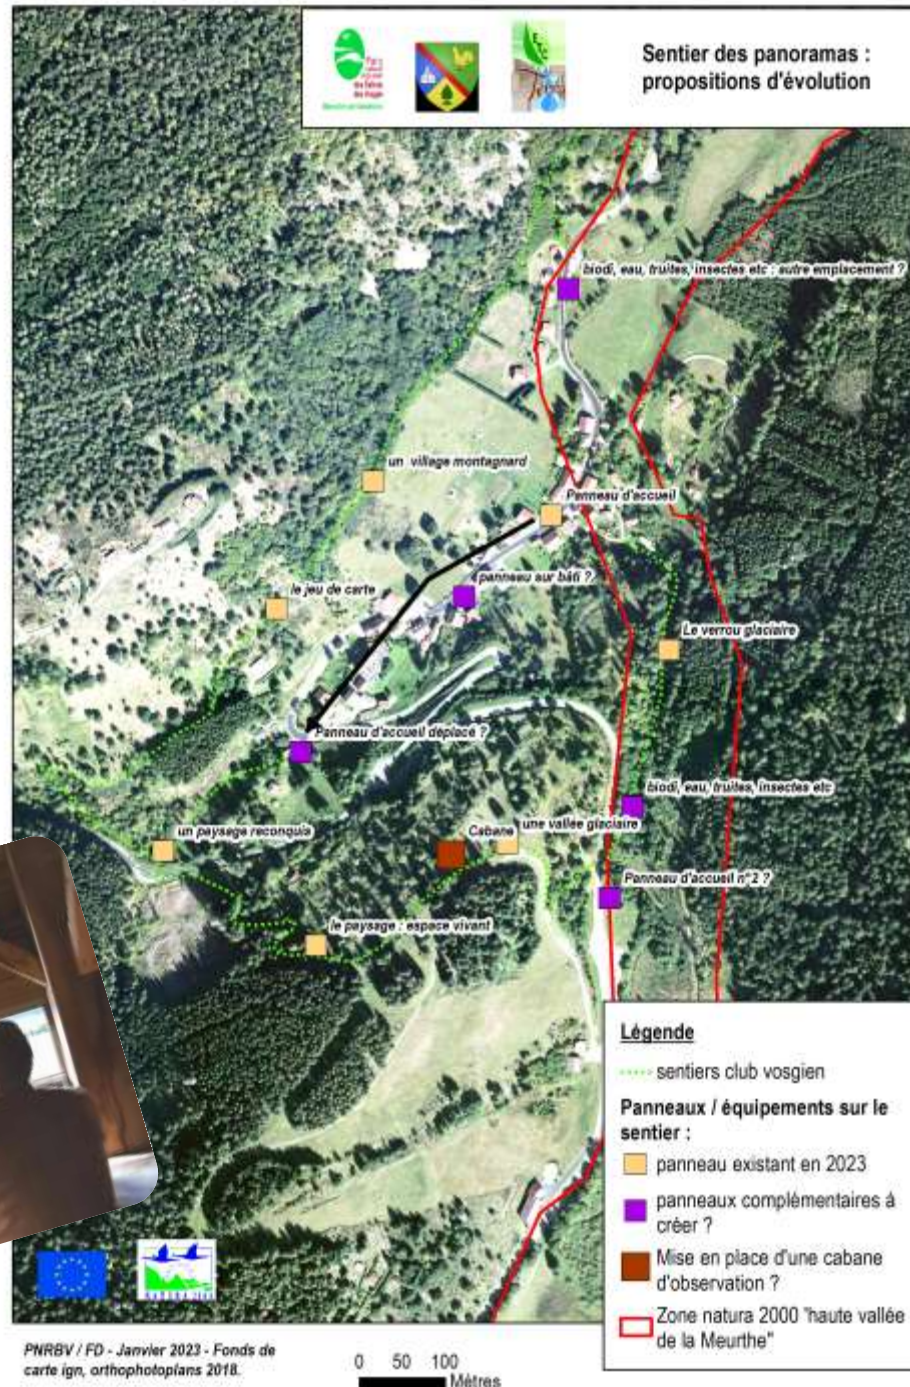 Sentier des panoramas :
propositions d'évolution
biodi, eau, truites, insectes etc : autre emplacement ?
un village montagnard
Panneau d'accueil
panneau sur bâti ?
le jeu de carte
Le verrou glaciaire
Panneau d'accueil déplacé ?
biodi, eau, truites, insectes etc
un paysage reconquis
Cabane
une vallée glaciaire
Panneau d'accueil n°2 ?
le paysage : espace vivant
Légende
sentiers club vosgien
Panneaux / équipements sur le
sentier :
panneau existant en 2023
panneaux complémentaires à
créer ?
Mise en place d'une cabane
d'observation ?
Zone natura 2000 "haute vallée
de la Meurthe"
NATURA 2000
PNRBV / FD - Janvier 2023 - Fonds de
carte ign, orthophotoplans 2018.
0 50 100
Mètres